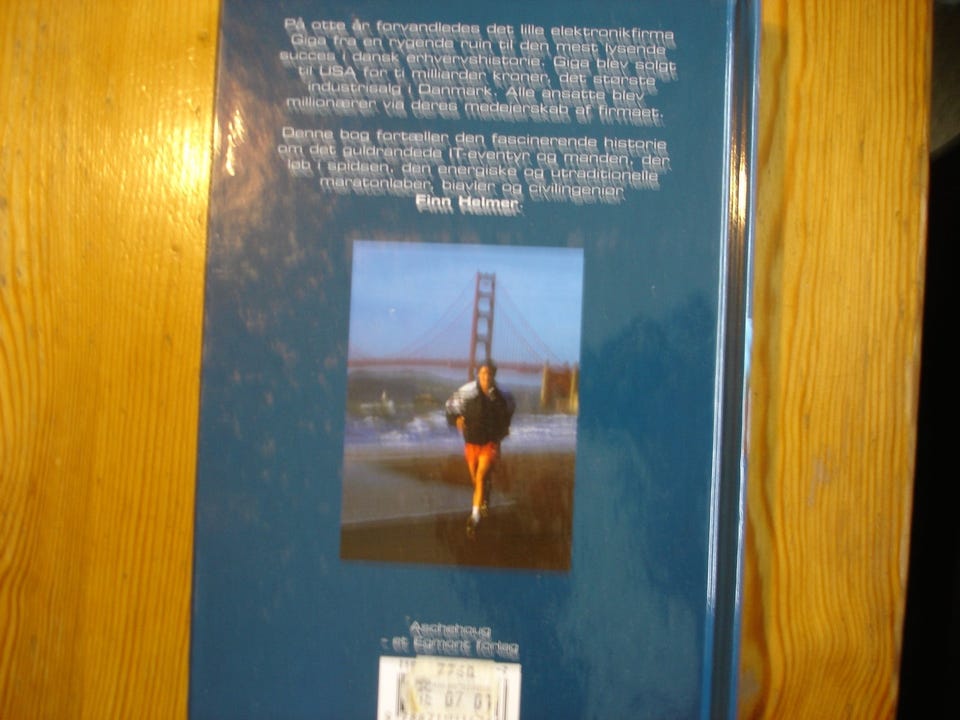 På otte år forvandledes det lille elektronikfirma
Giga fra en rygende ruin til den mest lysende
succes i dansk erhvervshistorie. Giga blev solgt
til USA for ti milliarder kroner, det største
industrisalg i Danmark. Alle ansatte blev
millionærer via deres medejerskab af firmaet.
Denne bog fortæller den fascinerende historie
om det guldrandede IT-eventyr og manden, der
løb i spidsen, den energiske og utraditionelle
maratonløber, biavler og civilingeniør
Finn Helmer.
Aschehoug
- et Egmont forlag
07 01